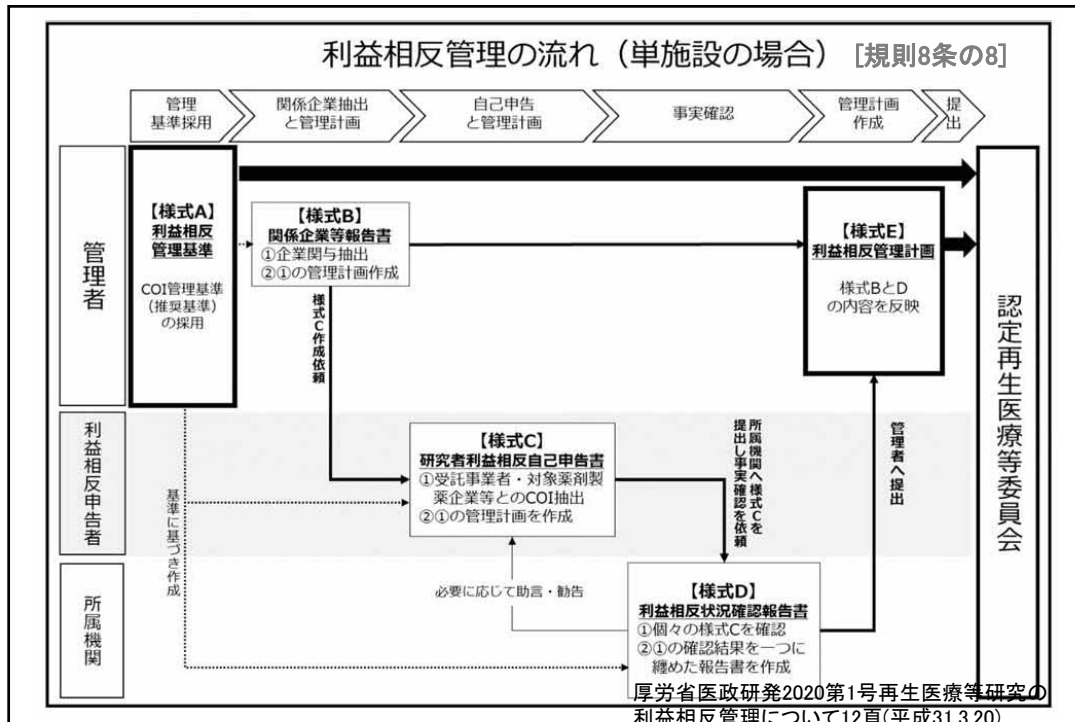 利益相反管理の流れ（単施設の場合） [規則8条の8]
管理
基準採用
関係企業抽出
と管理計画
自己申告
と管理計画
事実確認
管理計画
作成
提
出
管理者
【様式A】
利益相反
管理基準
COI管理基準
(推奨基準)
の採用
【様式B】
関係企業等報告書
①企業関与抽出
②①の管理計画作成
【様式E】
利益相反管理計画
様式BとD
の内容を反映
認定再生医療等委員会
様式C作成依頼
利益相反申告者
【様式C】
研究者利益相反自己申告書
①受託事業者・対象薬剤製
薬企業等とのCOI抽出
②①の管理計画を作成
所属機関へ様式Cを
提出し事実確認を依頼
管理者へ提出
基準に基づき作成
所属機関
必要に応じて助言・勧告
【様式D】
利益相反状況確認報告書
①個々の様式Cを確認
②①の確認結果を一つに
纏めた報告書を作成
厚労省医政研発2020第1号再生医療等研究の
利益相反管理について12頁(平成31.3.20)